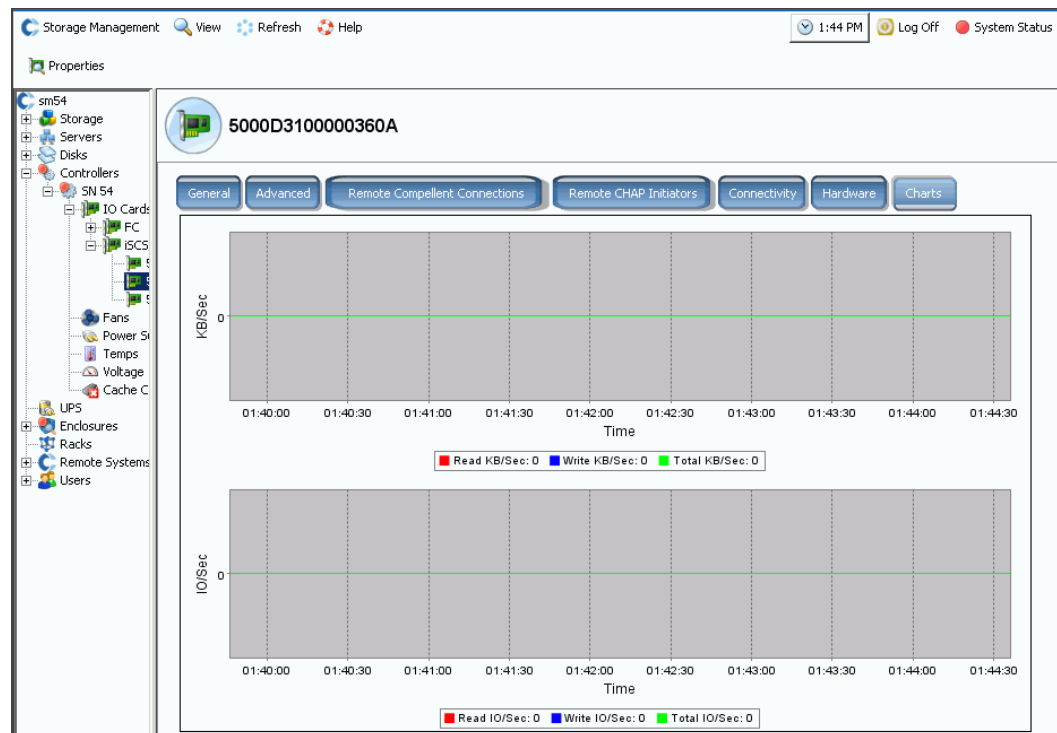 Storage Management View Refresh Help 1:44 PM Log Off System Status
Properties
sm54
Storage
Servers
Disks
Controllers
SN 54
IO Cards
FC
iSCS
5
5
5
Fans
Power
Temps
Voltage
Cache C
UPS
Enclosures
Racks
Remote Systems
Users
5000D3100000360A
General Advanced Remote Compellent Connections Remote CHAP Initiators Connectivity Hardware Charts
KB/Sec
0
01:40:00 01:40:30 01:41:00 01:41:30 01:42:00 01:42:30 01:43:00 01:43:30 01:44:00 01:44:30
Time
Read KB/Sec: 0 Write KB/Sec: 0 Total KB/Sec: 0
IO/Sec
0
01:40:00 01:40:30 01:41:00 01:41:30 01:42:00 01:42:30 01:43:00 01:43:30 01:44:00 01:44:30
Time
Read IO/Sec: 0 Write IO/Sec: 0 Total IO/Sec: 0